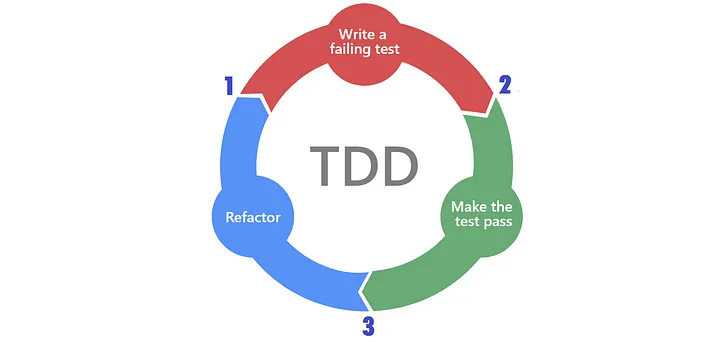 Write a
failing test
1
2
TDD
Refactor
Make the
test pass
3